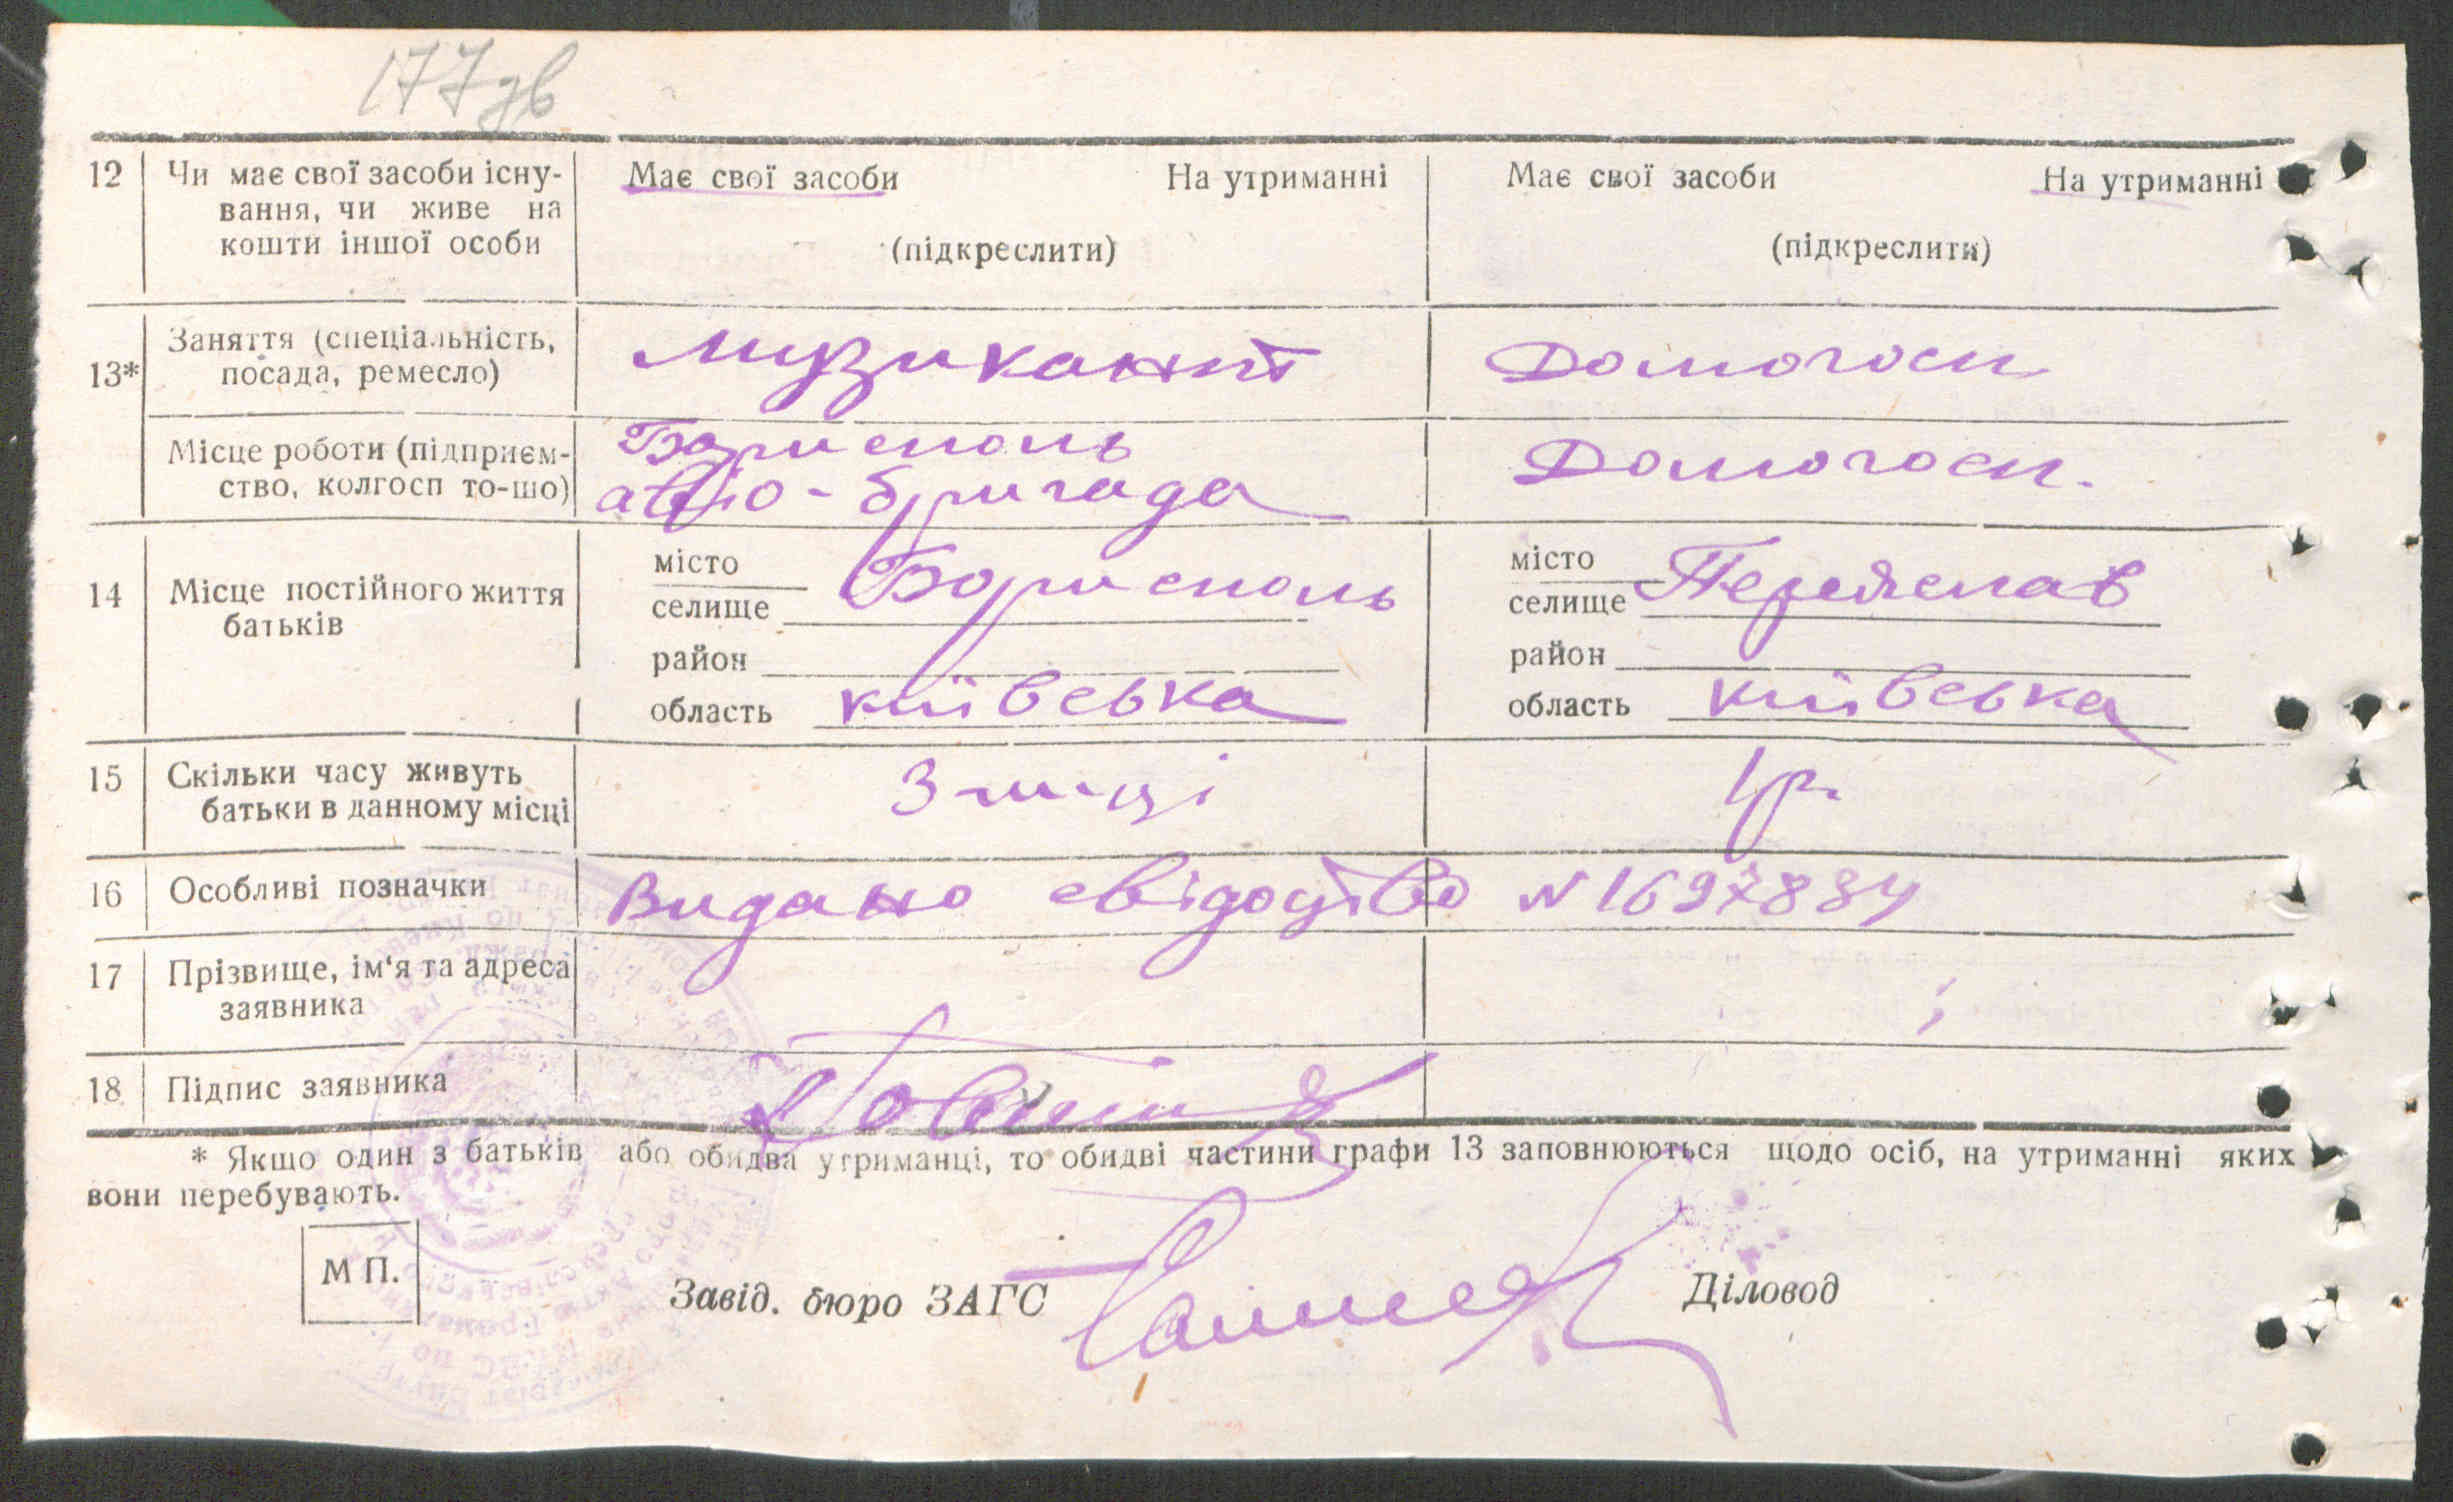 177зв
12 Чи має свої засоби існу- Має свої засоби На утриманні Має свої засоби На утриманні
вання, чи живе на
кошти іншої особи (підкреслити) (підкреслити)
13* Заняття (спеціальність, музикант Домогосп
посада, ремесло)
Місце роботи (підприєм- Бориспол� Домогосп.
ство, колгосп то-що) авіо-бригада
14 Місце постійного життя місто Бориспіль місто Переяслав
батьків селище селище
район район
область київська область київська
15 Скільки часу живуть 3 м-ці 1 р.
батьки в данному місці
16 Особливі позначки Видано свідоцтво № 1697884
17 Прізвище, ім‘я та адреса
заявника
18 Підпис заявника
* Якщо один з батьків або обидва утриманці, то обидві частини графи 13 заповнюються щодо осіб, на утриманні яких
вони перебувають.
М П.
Завід. бюро ЗАГС Діловод